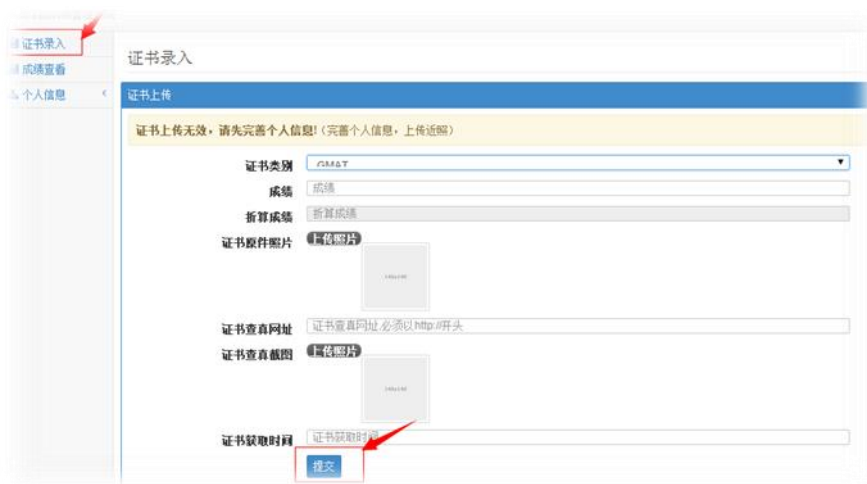 证书录入
成绩查看
个人信息
证书录入
证书上传
证书上传无效，请先完善个人信息!（完善个人信息，上传近照）
证书类别 GMAT
成绩 成绩
折算成绩 折算成绩
证书原件照片 上传照片
证书查真网址 证书查真网址,必须以http://开头
证书查真截图 上传照片
证书获取时间 证书获取时间
提交